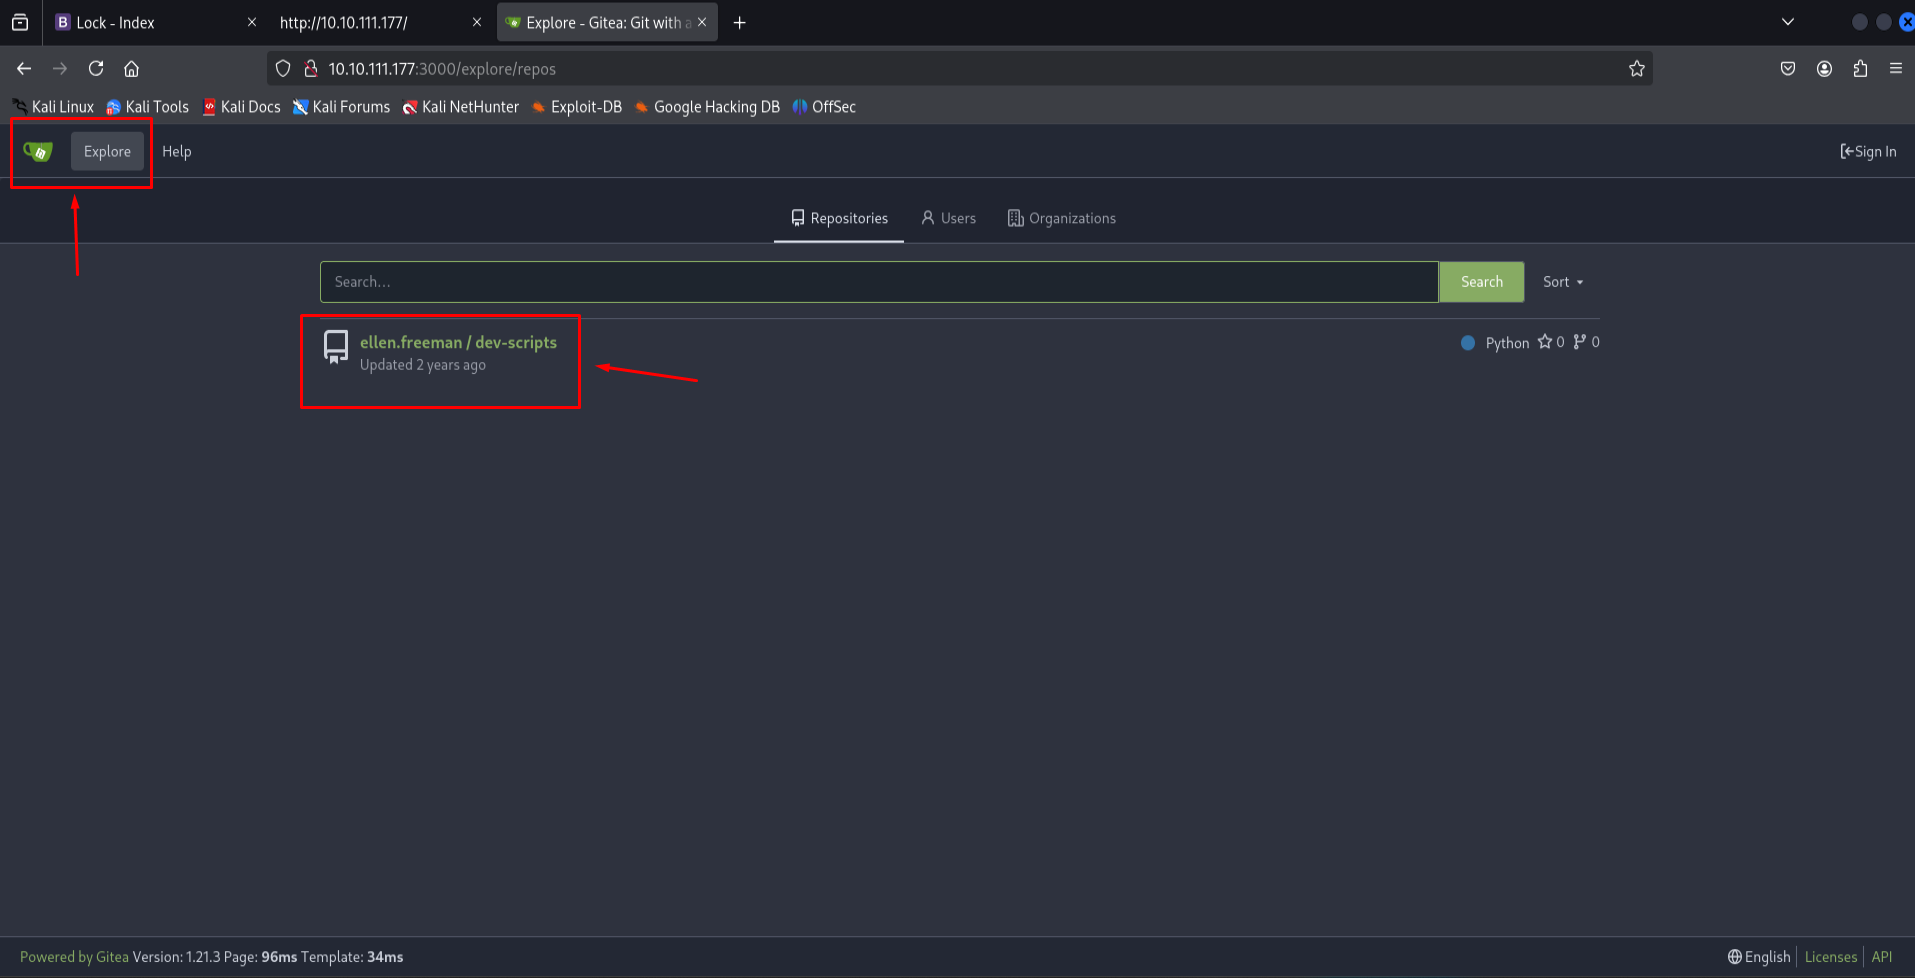 Lock - Index
http://10.10.111.177/
Explore - Gitea: Git with a
10.10.111.177:3000/explore/repos
Kali Linux Kali Tools Kali Docs Kali Forums Kali NetHunter Exploit-DB Google Hacking DB OffSec
Explore Help Sign In
Repositories Users Organizations
Search... Search Sort
ellen.freeman / dev-scripts Python 0 0
Updated 2 years ago
Powered by Gitea Version: 1.21.3 Page: 96ms Template: 34ms English Licenses API